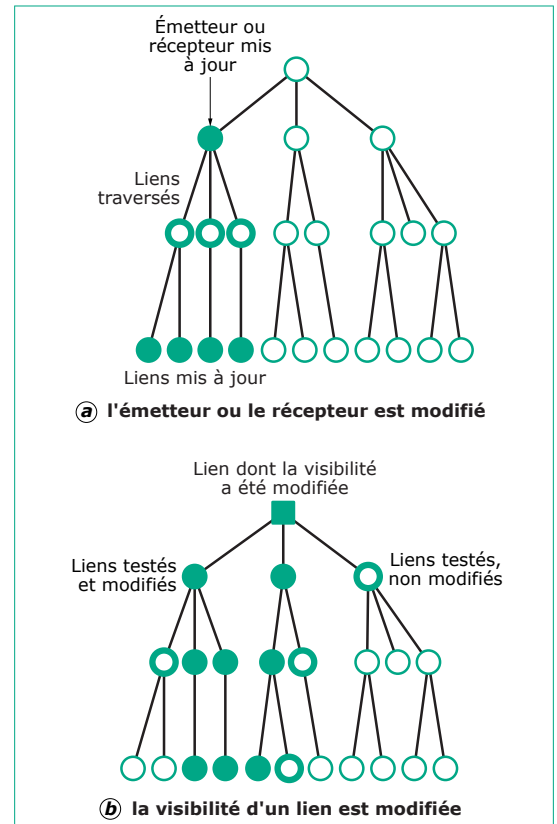 Émetteur ou
récepteur mis
à jour
Liens
traversés
Liens mis à jour
a l'émetteur ou le récepteur est modifié
Lien dont la visibilité
a été modifiée
Liens testés
et modifiés
Liens testés,
non modifiés
b la visibilité d'un lien est modifiée